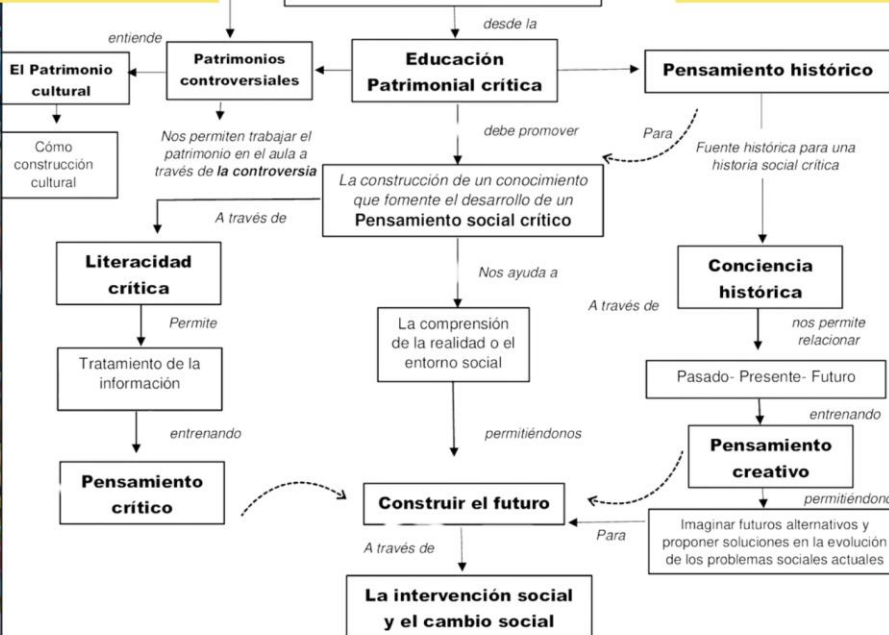 desde la
entiende
El Patrimonio
cultural
Patrimonios
controversiales
Educación
Patrimonial crítica
Pensamiento histórico
Cómo
construcción
cultural
Nos permiten trabajar el
patrimonio en el aula a
través de la controversia
debe promover
Para
Fuente histórica para una
historia social crítica
La construcción de un conocimiento
que fomente el desarrollo de un
Pensamiento social crítico
A través de
Literacidad
crítica
Nos ayuda a
Conciencia
histórica
A través de
Permite
La comprensión
de la realidad o el
entorno social
nos permite
relacionar
Tratamiento de la
información
Pasado- Presente- Futuro
entrenando
entrenando
permitiéndonos
Pensamiento
creativo
Pensamiento
crítico
Construir el futuro
permitiéndono
Para
Imaginar futuros alternativos y
proponer soluciones en la evolución
de los problemas sociales actuales
A través de
La intervención social
y el cambio social